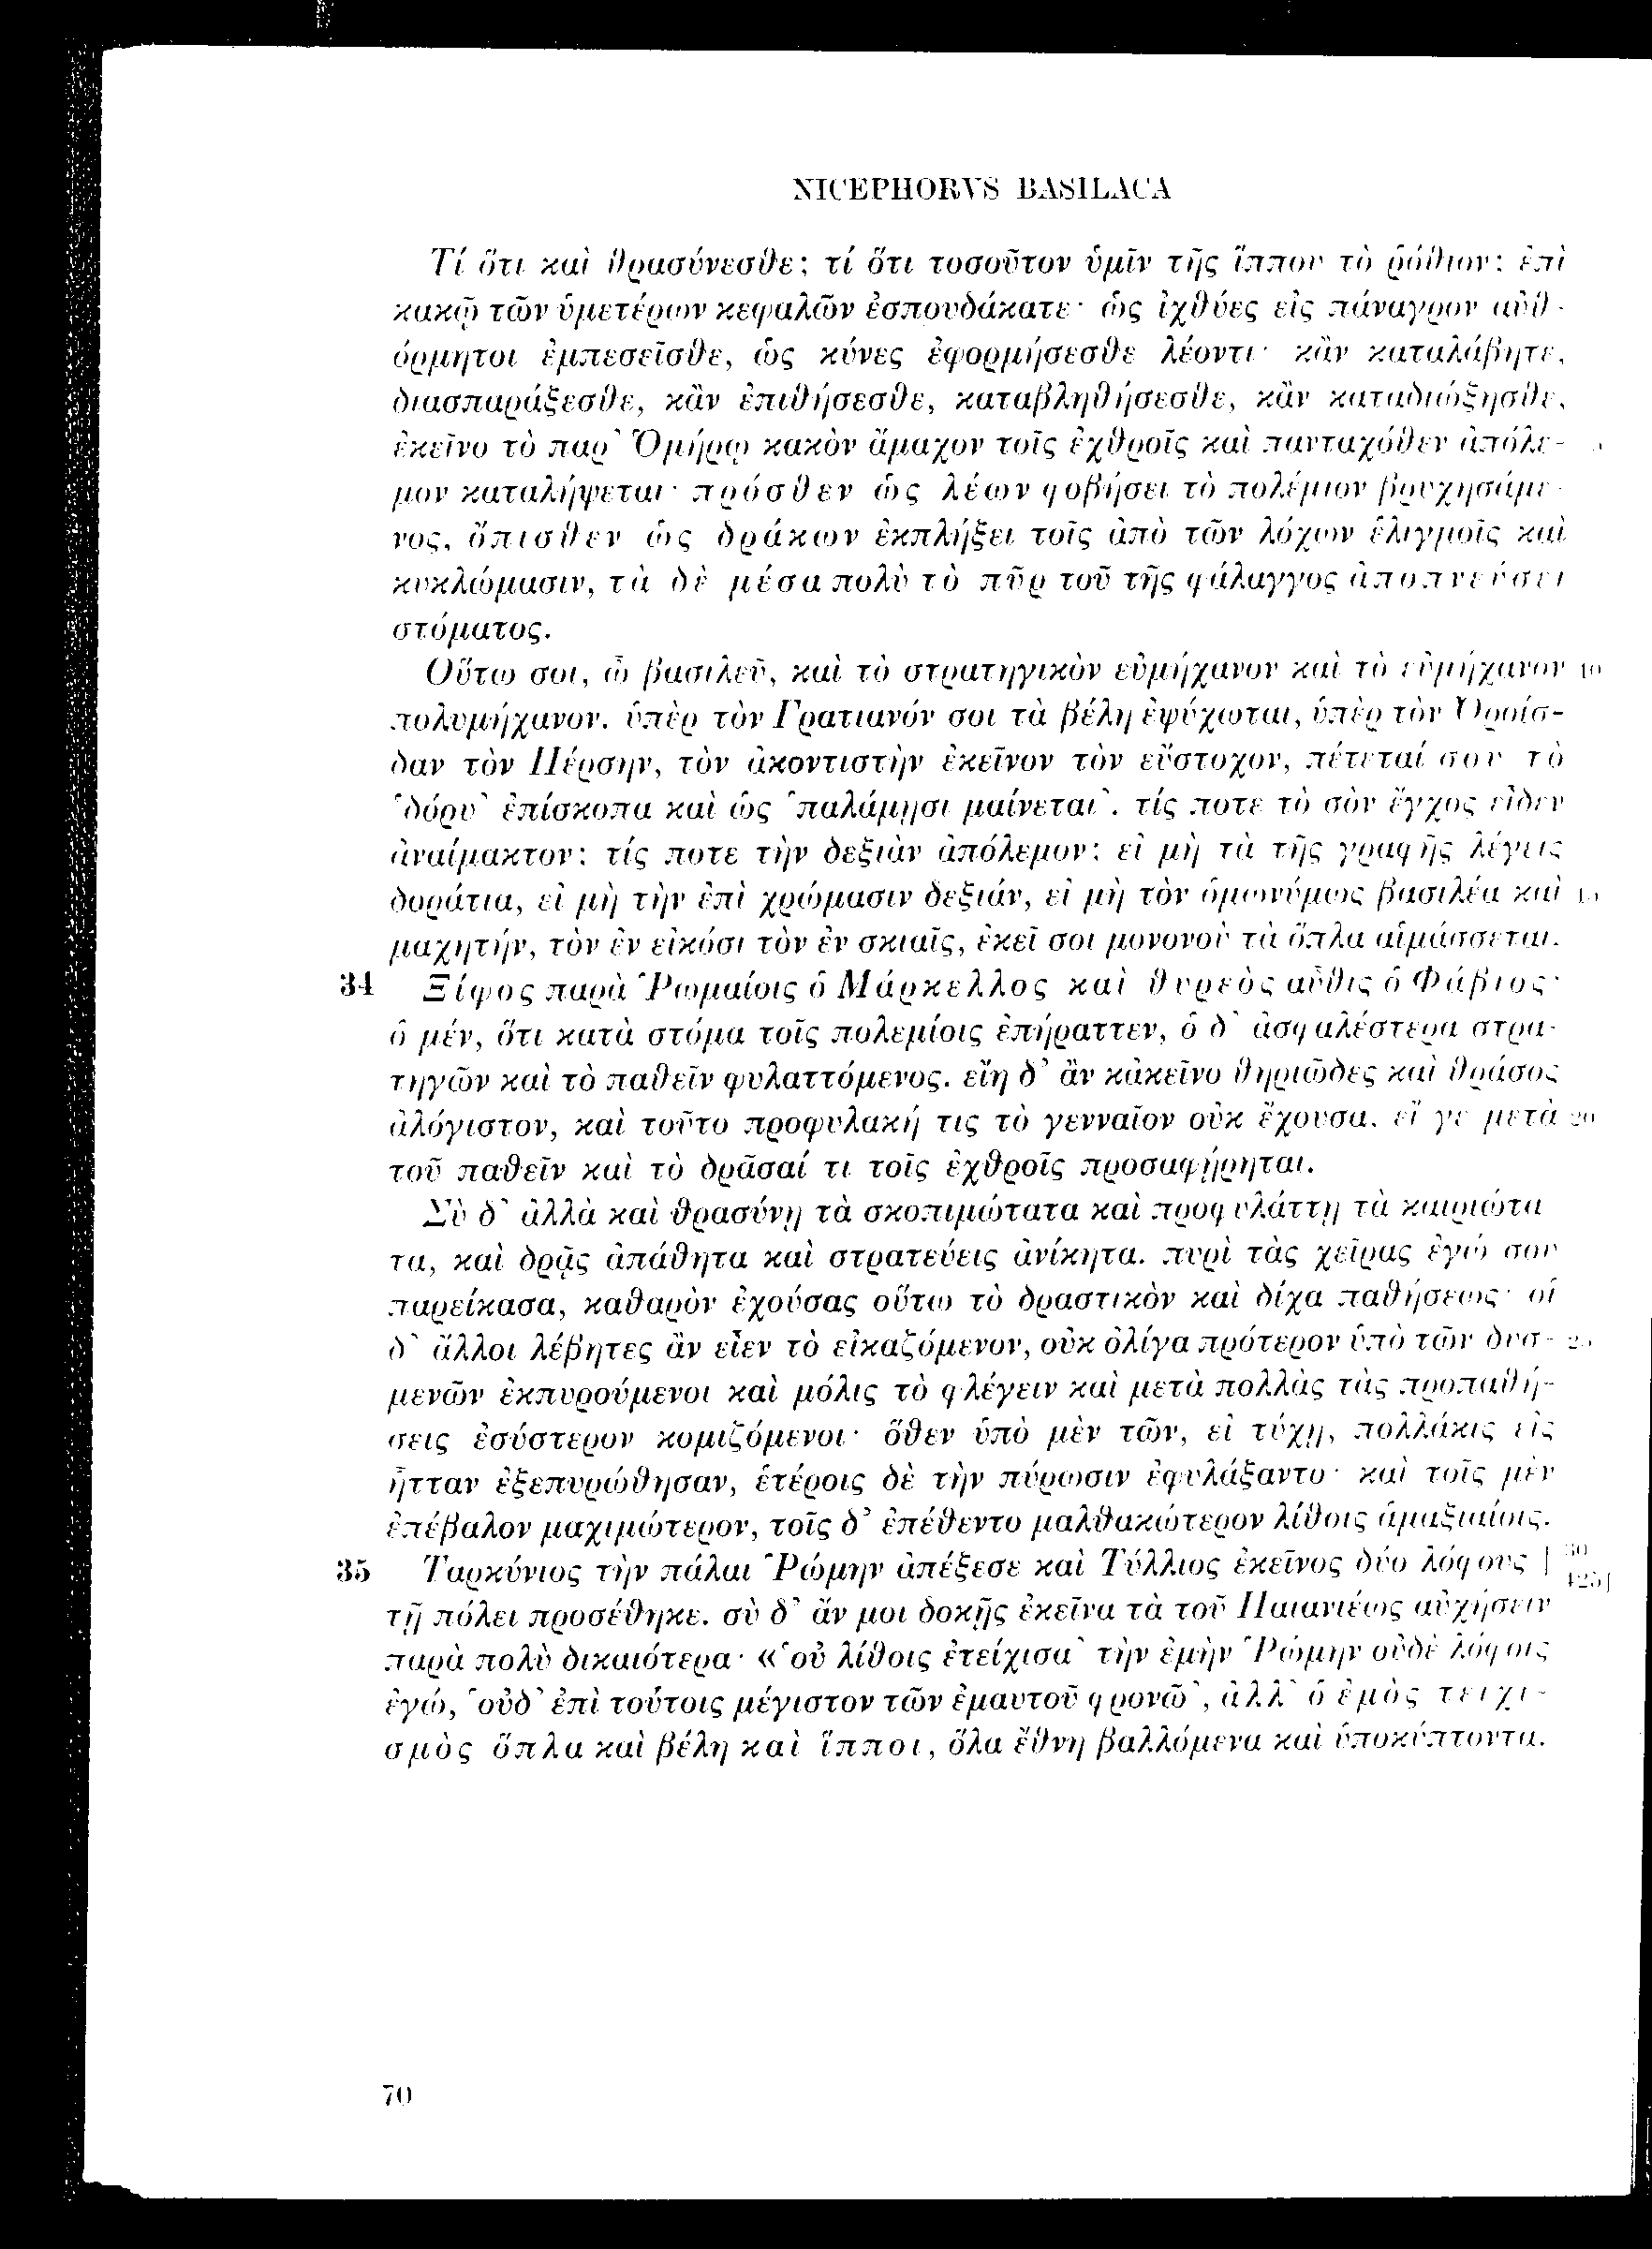 NICEPHORVS BASILACA
Τί ὅτι καὶ θρασύνεσθε; τί ὅτι τοσοῦτον ὑμῖν τῆς ἵππου τὸ ῥόθιον; ἐπὶ
κακῷ τῶν ὑμετέρων κεφαλῶν ἐσπουδάκατε· ὡς ἰχθύες εἰς πάναγρον αὐθ-
όρμητοι ἐμπεσεῖσθε, ὡς κύνες ἐφορμήσεσθε λέοντι· κἂν καταλάβητε,
διασπαράξεσθε, κἂν ἐπιθήσεσθε, καταβληθήσεσθε, κἂν καταδιώξησθε,
ἐκεῖνο τὸ παρ' Ὁμήρῳ κακὸν ἄμαχον τοῖς ἐχθροῖς καὶ πανταχόθεν ἀπόλε-
μον καταλήψεται· πρόσθεν ὡς λέων φοβήσει τὸ πολέμιον βρυχησάμε-
νος, ὄπισθεν ὡς δράκων ἐκπλήξει τοῖς ἀπὸ τῶν λόχων ἑλιγμοῖς καὶ
κυκλώμασιν, τὰ δὲ μέσα πολὺ τὸ πῦρ τοῦ τῆς φάλαγγος ἀποπνεύσει
στόματος.
Οὕτω σοι, ὦ βασιλεῦ, καὶ τὸ στρατηγικὸν εὐμήχανον καὶ τὸ εὐμήχανον 10
πολυμήχανον. ὑπὲρ τὸν Γρατιανόν σοι τὰ βέλη ἐψύχωται, ὑπὲρ τὸν Ὀροίσ-
δαν τὸν Πέρσην, τὸν ἀκοντιστὴν ἐκεῖνον τὸν εὔστοχον, πέτεταί σου τὸ
‘δόρυ’ ἐπίσκοπα καὶ ὡς ‘παλάμῃσι μαίνεται’. τίς ποτε τὸ σὸν ἔγχος εἶδεν
ἀναίμακτον; τίς ποτε τὴν δεξιὰν ἀπόλεμον; εἰ μὴ τὰ τῆς γραφῆς λέγεις
δοράτια, εἰ μὴ τὴν ἐπὶ χρώμασιν δεξιάν, εἰ μὴ τὸν ὁμωνύμως βασιλέα καὶ
μαχητήν, τὸν ἐν εἰκόσι τὸν ἐν σκιαῖς, ἐκεῖ σοι μονονοὺ τὰ ὅπλα αἱμάσσεται.
34 Ξίφος παρὰ Ῥωμαίοις ὁ Μάρκελλος καὶ θυρεὸς αὖθις ὁ Φάβιος·
ὁ μέν, ὅτι κατὰ στόμα τοῖς πολεμίοις ἐπήραττεν, ὁ δ' ἀσφαλέστερα στρα-
τηγῶν καὶ τὸ παθεῖν φυλαττόμενος. εἴη δ' ἂν κἀκεῖνο θηριῶδες καὶ θράσος
ἀλόγιστον, καὶ τοῦτο προφυλακή τις τὸ γενναῖον οὐκ ἔχουσα. εἴ γε μετὰ 20
τοῦ παθεῖν καὶ τὸ δρᾶσαί τι τοῖς ἐχθροῖς προσαφῄρηται.
Σὺ δ' ἀλλὰ καὶ θρασύνῃ τὰ σκοπιμώτατα καὶ προφυλάττῃ τὰ καιριώτα
τα, καὶ δρᾷς ἀπάθητα καὶ στρατεύεις ἀνίκητα. πυρὶ τὰς χεῖρας ἐγώ σου
παρείκασα, καθαρὸν ἐχούσας οὕτω τὸ δραστικὸν καὶ δίχα παθήσεως· οἱ
δ' ἄλλοι λέβητες ἂν εἶεν τὸ εἰκαζόμενον, οὐκ ὀλίγα πρότερον ὑπὸ τῶν δυσ-
μενῶν ἐκπυρούμενοι καὶ μόλις τὸ φλέγειν καὶ μετὰ πολλὰς τὰς προπαθή-
σεις ἐσύστερον κομιζόμενοι· ὅθεν ὑπὸ μὲν τῶν, εἰ τύχῃ, πολλάκις εἰς
ἧτταν ἐξεπυρώθησαν, ἑτέροις δὲ τὴν πύρωσιν ἐφυλάξαντο· καὶ τοῖς μὲν
ἐπέβαλον μαχιμώτερον, τοῖς δ' ἐπέθεντο μαλθακώτερον λίθοις ἁμαξιαίοις.
35 Ταρκύνιος τὴν πάλαι Ῥώμην ἀπέξεσε καὶ Τύλλιος ἐκεῖνος δύο λόφους | 30
τῇ πόλει προσέθηκε. σὺ δ' ἄν μοι δοκῇς ἐκεῖνα τὰ τοῦ Παιανιέως αὐχήσειν
παρὰ πολὺ δικαιότερα· «‘οὐ λίθοις ἐτείχισα’ τὴν ἐμὴν Ῥώμην οὐδὲ λόφοις
ἐγώ, ‘οὐδ' ἐπὶ τούτοις μέγιστον τῶν ἐμαυτοῦ φρονῶ’, ἀλλ' ὁ ἐμὸς τειχι-
σμὸς ὅπλα καὶ βέλη καὶ ἵπποι, ὅλα ἔθνη βαλλόμενα καὶ ὑποκύπτοντα.
70